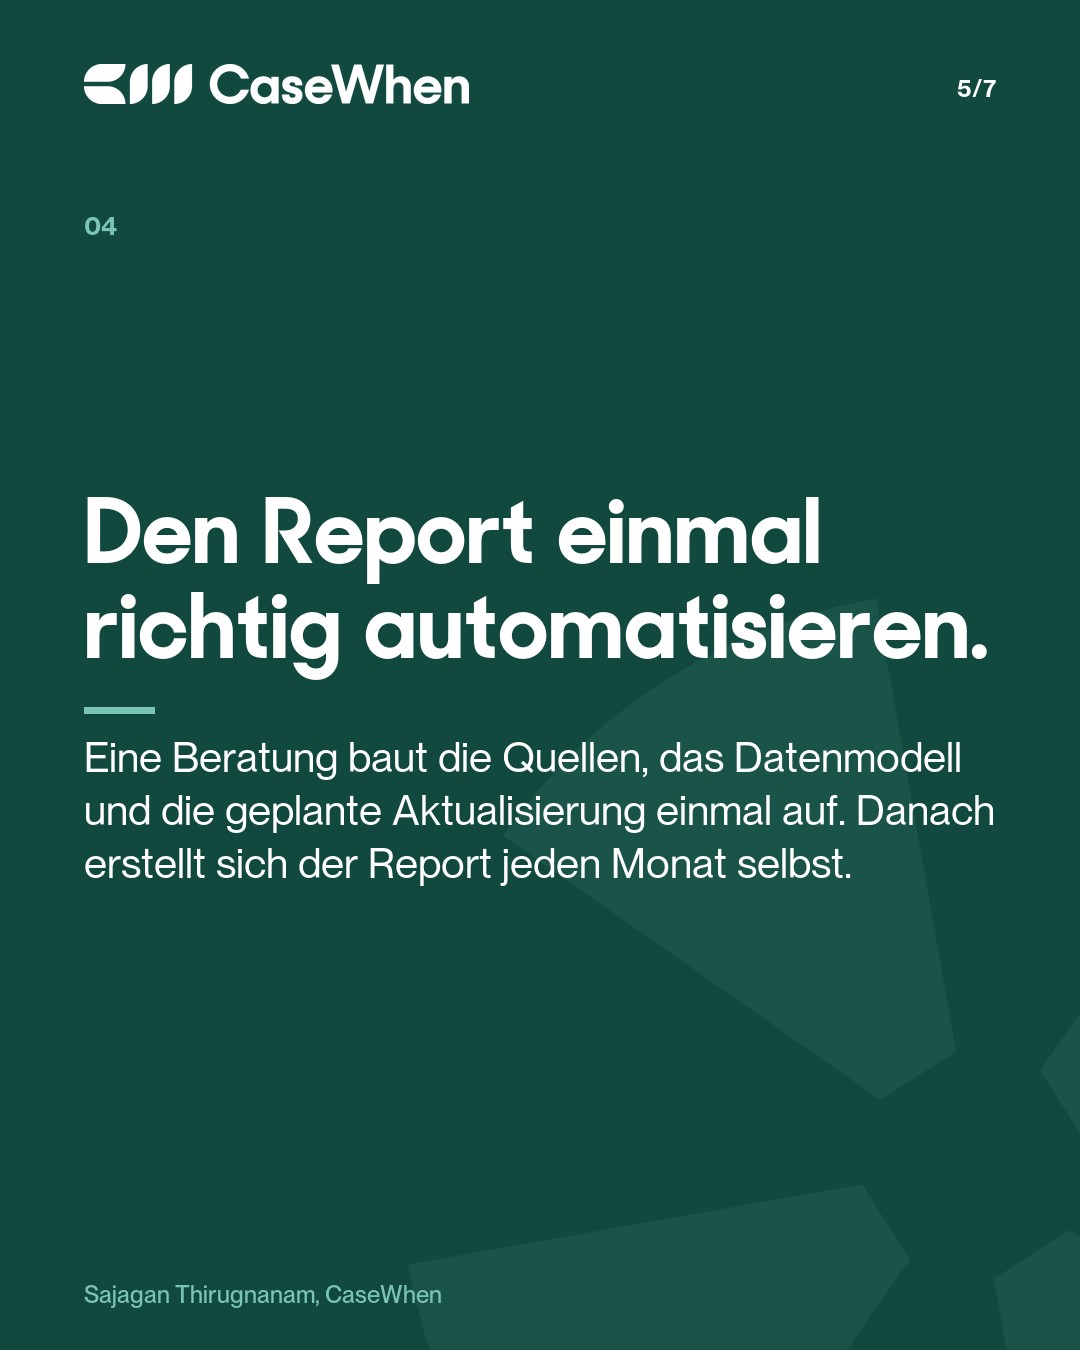 CaseWhen
5/7
04
Den Report einmal
richtig automatisieren.
Eine Beratung baut die Quellen, das Datenmodell
und die geplante Aktualisierung einmal auf. Danach
erstellt sich der Report jeden Monat selbst.
Sajagan Thirugnanam, CaseWhen